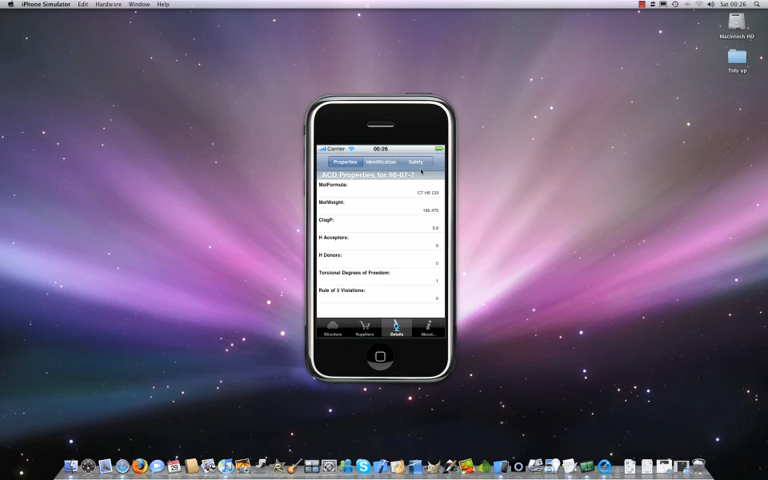 iPhone Simulator Edit Hardware Window Help
Sat 00:26
Macintosh HD
Tidy up
Carrier 00:26
Properties Identification Safety
ACD Properties for 98-07-7
MolFormula:
C7 H5 Cl3
MolWeight:
195.475
ClogP:
3.9
H Acceptors:
0
H Donors:
0
Torsional Degrees of Freedom:
1
Rule of 5 Violations:
0
Structure Suppliers Details About...